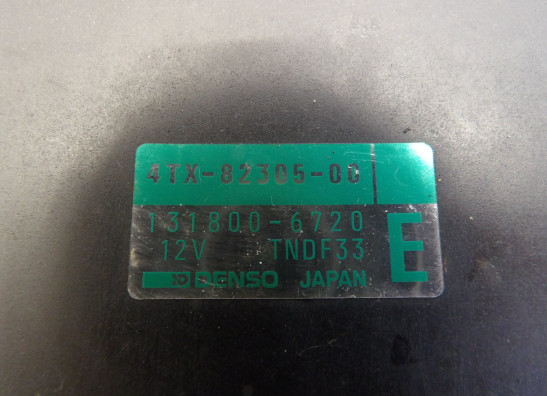 4TX-82305-00
131800-6720
12V TNDF33
E
DENSO JAPAN